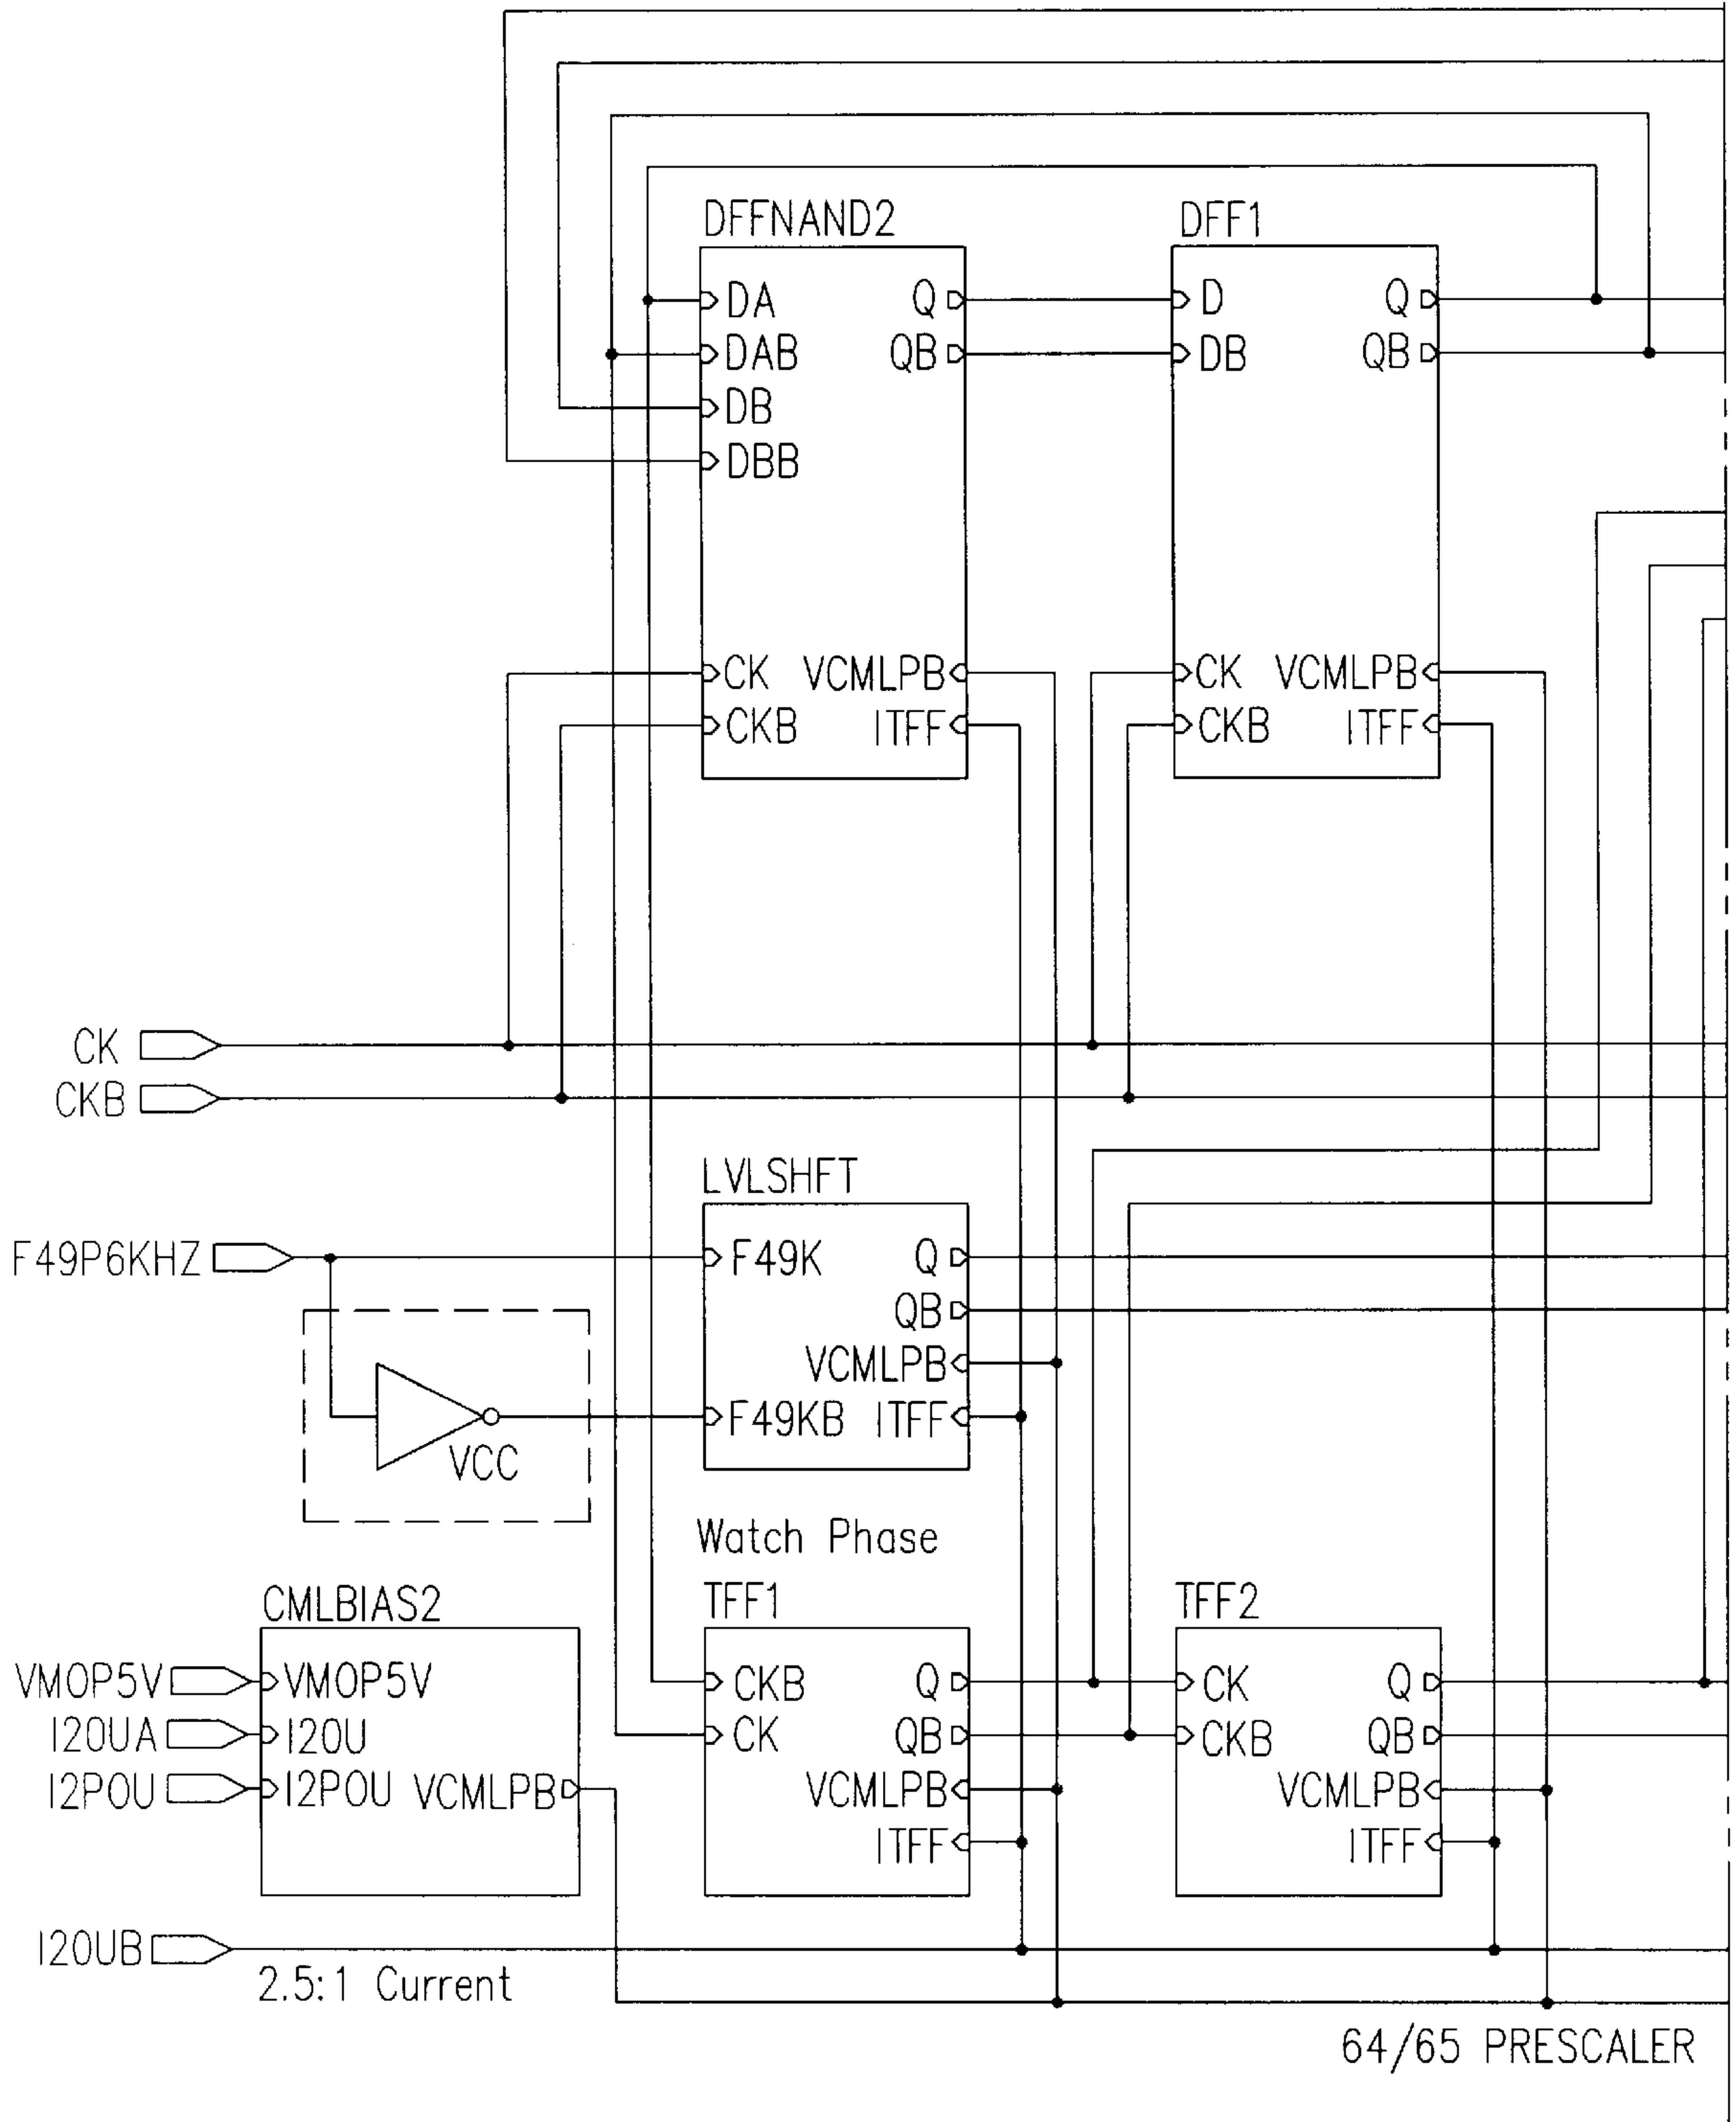 DFFNAND2
DFF1
DA
Q
D
Q
DAB
QB
DB
QB
DB
DBB
CK
VCMLPB
CK
VCMLPB
CKB
ITFF
CKB
ITFF
CK
CKB
LVLSHFT
F49P6KHZ
F49K
Q
QB
VCMLPB
F49KB
ITFF
VCC
Watch Phase
CMLBIAS2
TFF1
TFF2
VMOP5V
VMOP5V
CKB
Q
CK
Q
I20UA
I20U
CK
QB
CKB
QB
I2POU
I2POU
VCMLPB
VCMLPB
VCMLPB
ITFF
ITFF
I20UB
2.5:1 Current
64/65 PRESCALER